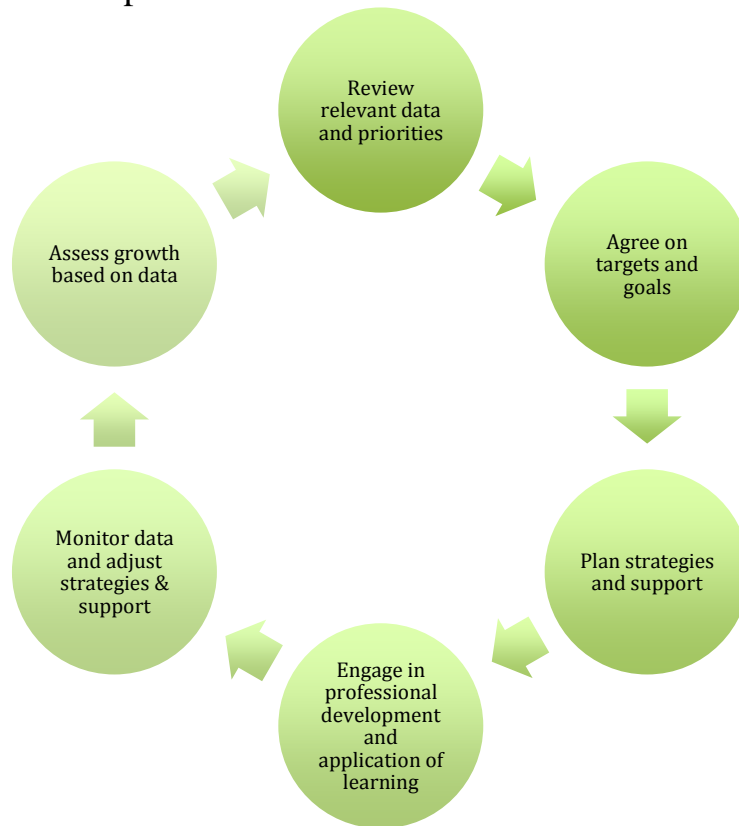 Review
relevant data
and priorities
Agree on
targets and
goals
Plan strategies
and support
Engage in
professional
development
and
application of
learning
Monitor data
and adjust
strategies &
support
Assess growth
based on data